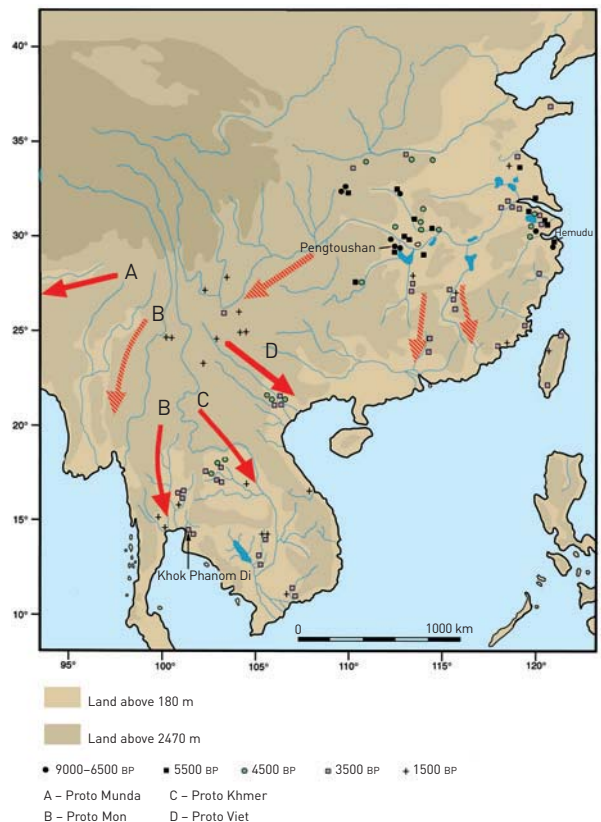 40°
35°
Pengtoushan
Hemudu
30°
A
B
25°
D
B
C
20°
15°
Khok Phanom Di
10°
0 1000 km
95° 100° 105° 110° 115° 120°
Land above 180 m
Land above 2470 m
9000–6500 BP 5500 BP 4500 BP 3500 BP 1500 BP
A – Proto Munda C – Proto Khmer
B – Proto Mon D – Proto Viet